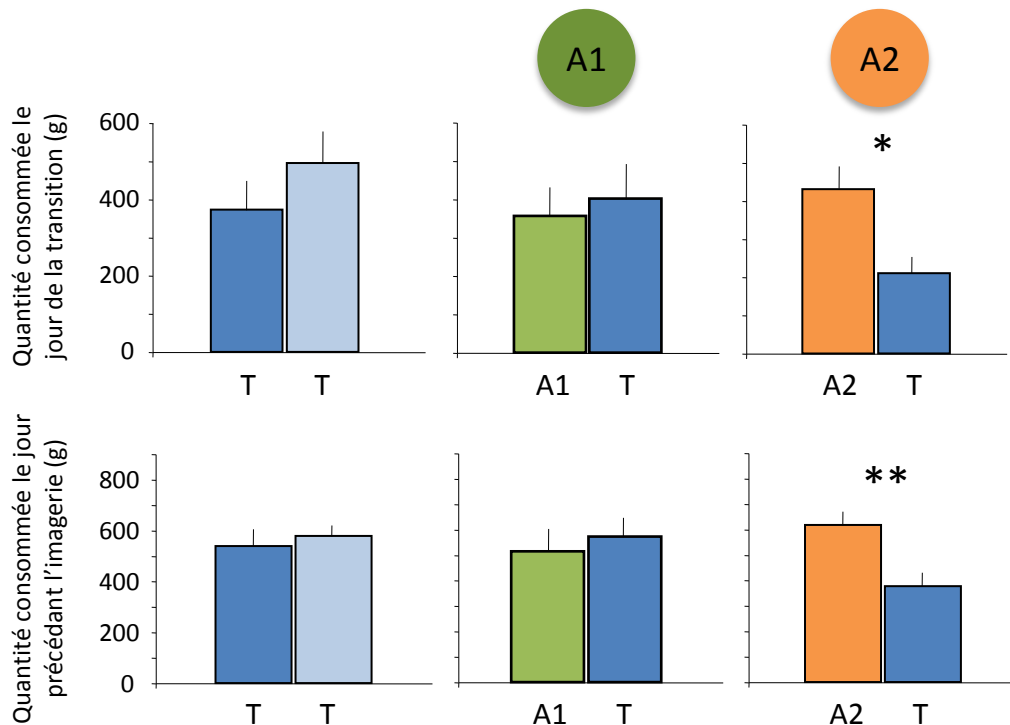 A1
A2
Quantité consommée le
jour de la transition (g)
600
400
200
0
*
T T
A1 T
A2 T
Quantité consommée le jour
précédant l'imagerie (g)
800
600
400
200
0
**
T T
A1 T
A2 T